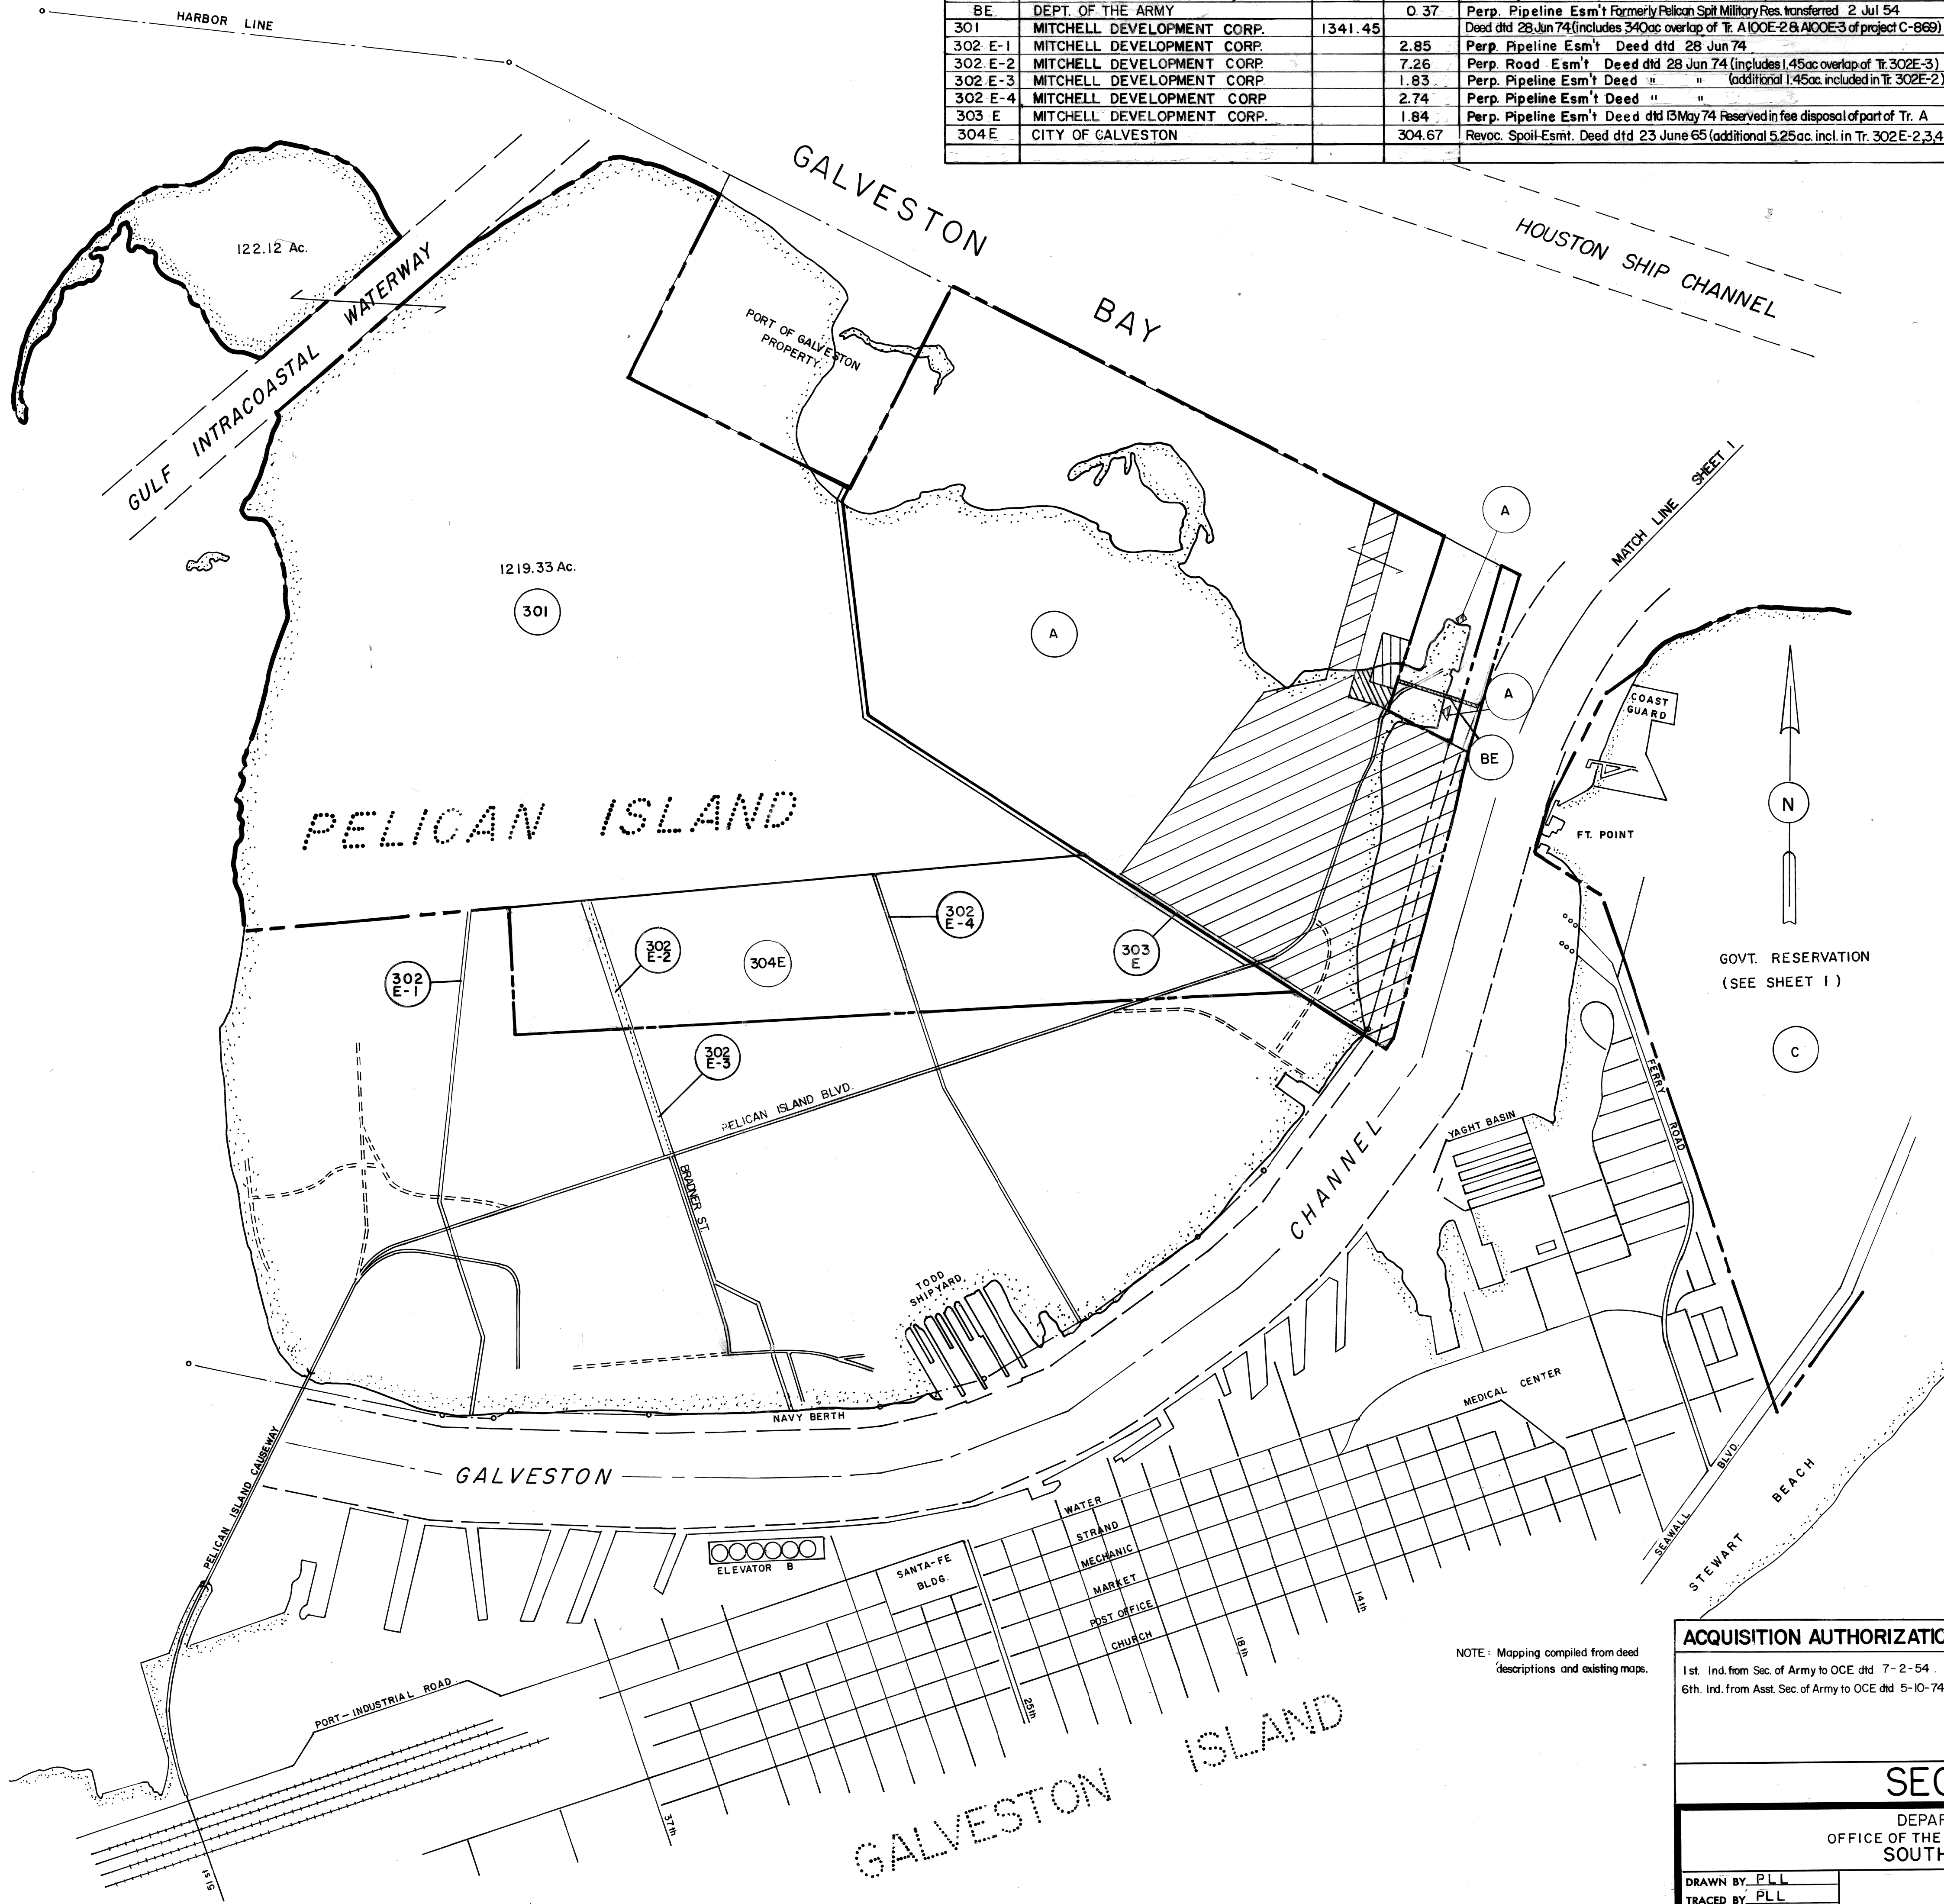 BE DEPT. OF THE ARMY 0.37 Perp. Pipeline Esm't Formerly Pelican Spit Military Res. transferred 2 Jul 54
301 MITCHELL DEVELOPMENT CORP. 1341.45 Deed dtd 28 Jun 74 (includes 340ac overlap of Tr. A100E-2 & A100E-3 of project C-869)
302 E-1 MITCHELL DEVELOPMENT CORP. 2.85 Perp. Pipeline Esm't Deed dtd 28 Jun 74
302 E-2 MITCHELL DEVELOPMENT CORP. 7.26 Perp. Road Esm't Deed dtd 28 Jun 74 (includes 1.45ac overlap of Tr. 302E-3)
302 E-3 MITCHELL DEVELOPMENT CORP. 1.83 Perp. Pipeline Esm't Deed " " (additional 1.45ac. included in Tr. 302E-2)
302 E-4 MITCHELL DEVELOPMENT CORP 2.74 Perp. Pipeline Esm't Deed " "
303 E MITCHELL DEVELOPMENT CORP. 1.84 Perp. Pipeline Esm't Deed dtd 13 May 74 Reserved in fee disposal of part of Tr. A
304 E CITY OF GALVESTON 304.67 Revoc. Spoil Esmt. Deed dtd 23 June 65 (additional 5.25ac. incl. in Tr. 302E-2,3,4
HARBOR LINE
GALVESTON
BAY
HOUSTON SHIP CHANNEL
122.12 Ac.
GULF INTRACOASTAL WATERWAY
PORT OF GALVESTON
PROPERTY
MATCH LINE SHEET 1
A
1219.33 Ac.
301
A
A
BE
COAST
GUARD
N
FT. POINT
PELICAN ISLAND
302
E-1
302
E-2
304E
302
E-4
303
E
302
E-3
GOVT. RESERVATION
(SEE SHEET 1)
C
PELICAN ISLAND BLVD.
BRADNER ST.
FERRY ROAD
YAGHT BASIN
CHANNEL
TODD
SHIPYARD
NAVY BERTH
MEDICAL CENTER
PELICAN ISLAND CAUSEWAY
GALVESTON
SEAWALL BLVD.
STEWART BEACH
ELEVATOR B
SANTA-FE
BLDG.
WATER
STRAND
MECHANIC
MARKET
POST OFFICE
CHURCH
14th
18th
25th
37th
51st
PORT-INDUSTRIAL ROAD
GALVESTON ISLAND
NOTE: Mapping compiled from deed
descriptions and existing maps.
ACQUISITION AUTHORIZATIO
1st. Ind. from Sec. of Army to OCE dtd 7-2-54.
6th. Ind. from Asst. Sec. of Army to OCE dtd 5-10-74
SEG
DEPAR
OFFICE OF THE
SOUTH
DRAWN BY PLL
TRACED BY PLL